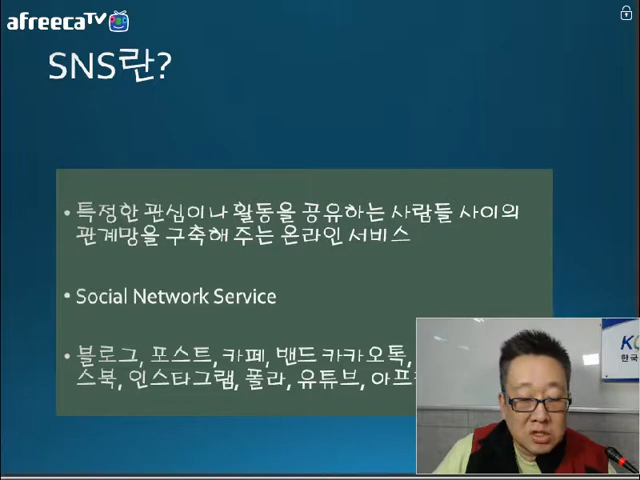 afreecaTV
SNS란?
• 특정한 관심이나 활동을 공유하는 사람들 사이의
관계망을 구축해 주는 온라인 서비스
• Social Network Service
• 블로그, 포스트, 카페, 밴드 카카오톡,
스북, 인스타그램, 폴라, 유튜브, 아프
한국